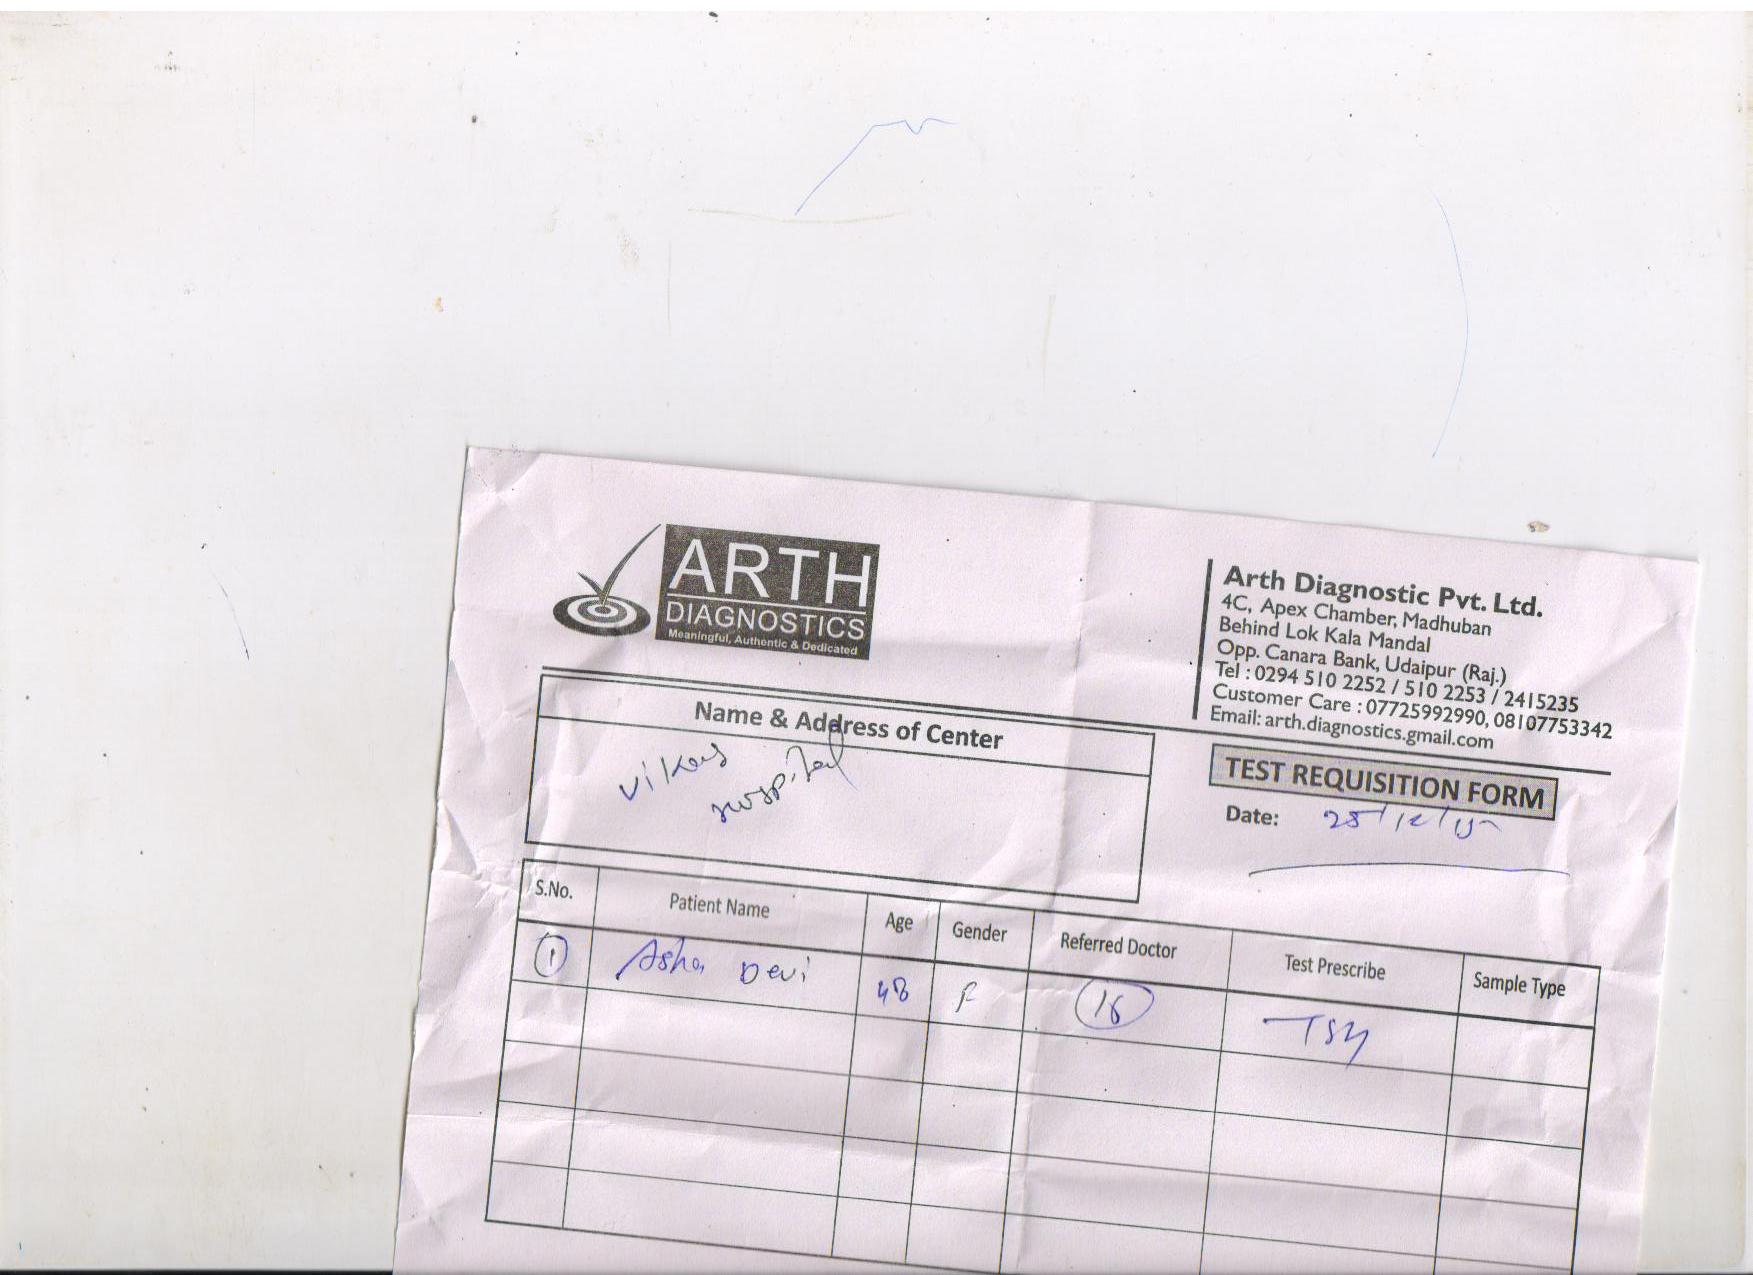 ARTH
DIAGNOSTICS
Meaningful, Authentic & Dedicated
Arth Diagnostic Pvt. Ltd.
4C, Apex Chamber, Madhuban
Behind Lok Kala Mandal
Opp. Canara Bank, Udaipur (Raj.)
Tel : 0294 510 2252 / 510 2253 / 2415235
Customer Care : 07725992990, 08107753342
Email: arth.diagnostics.gmail.com
Name & Address of Center
vikas
hospital
TEST REQUISITION FORM
Date:
S.No. Patient Name Age Gender Referred Doctor Test Prescribe Sample Type
1 Asha Devi F TSH